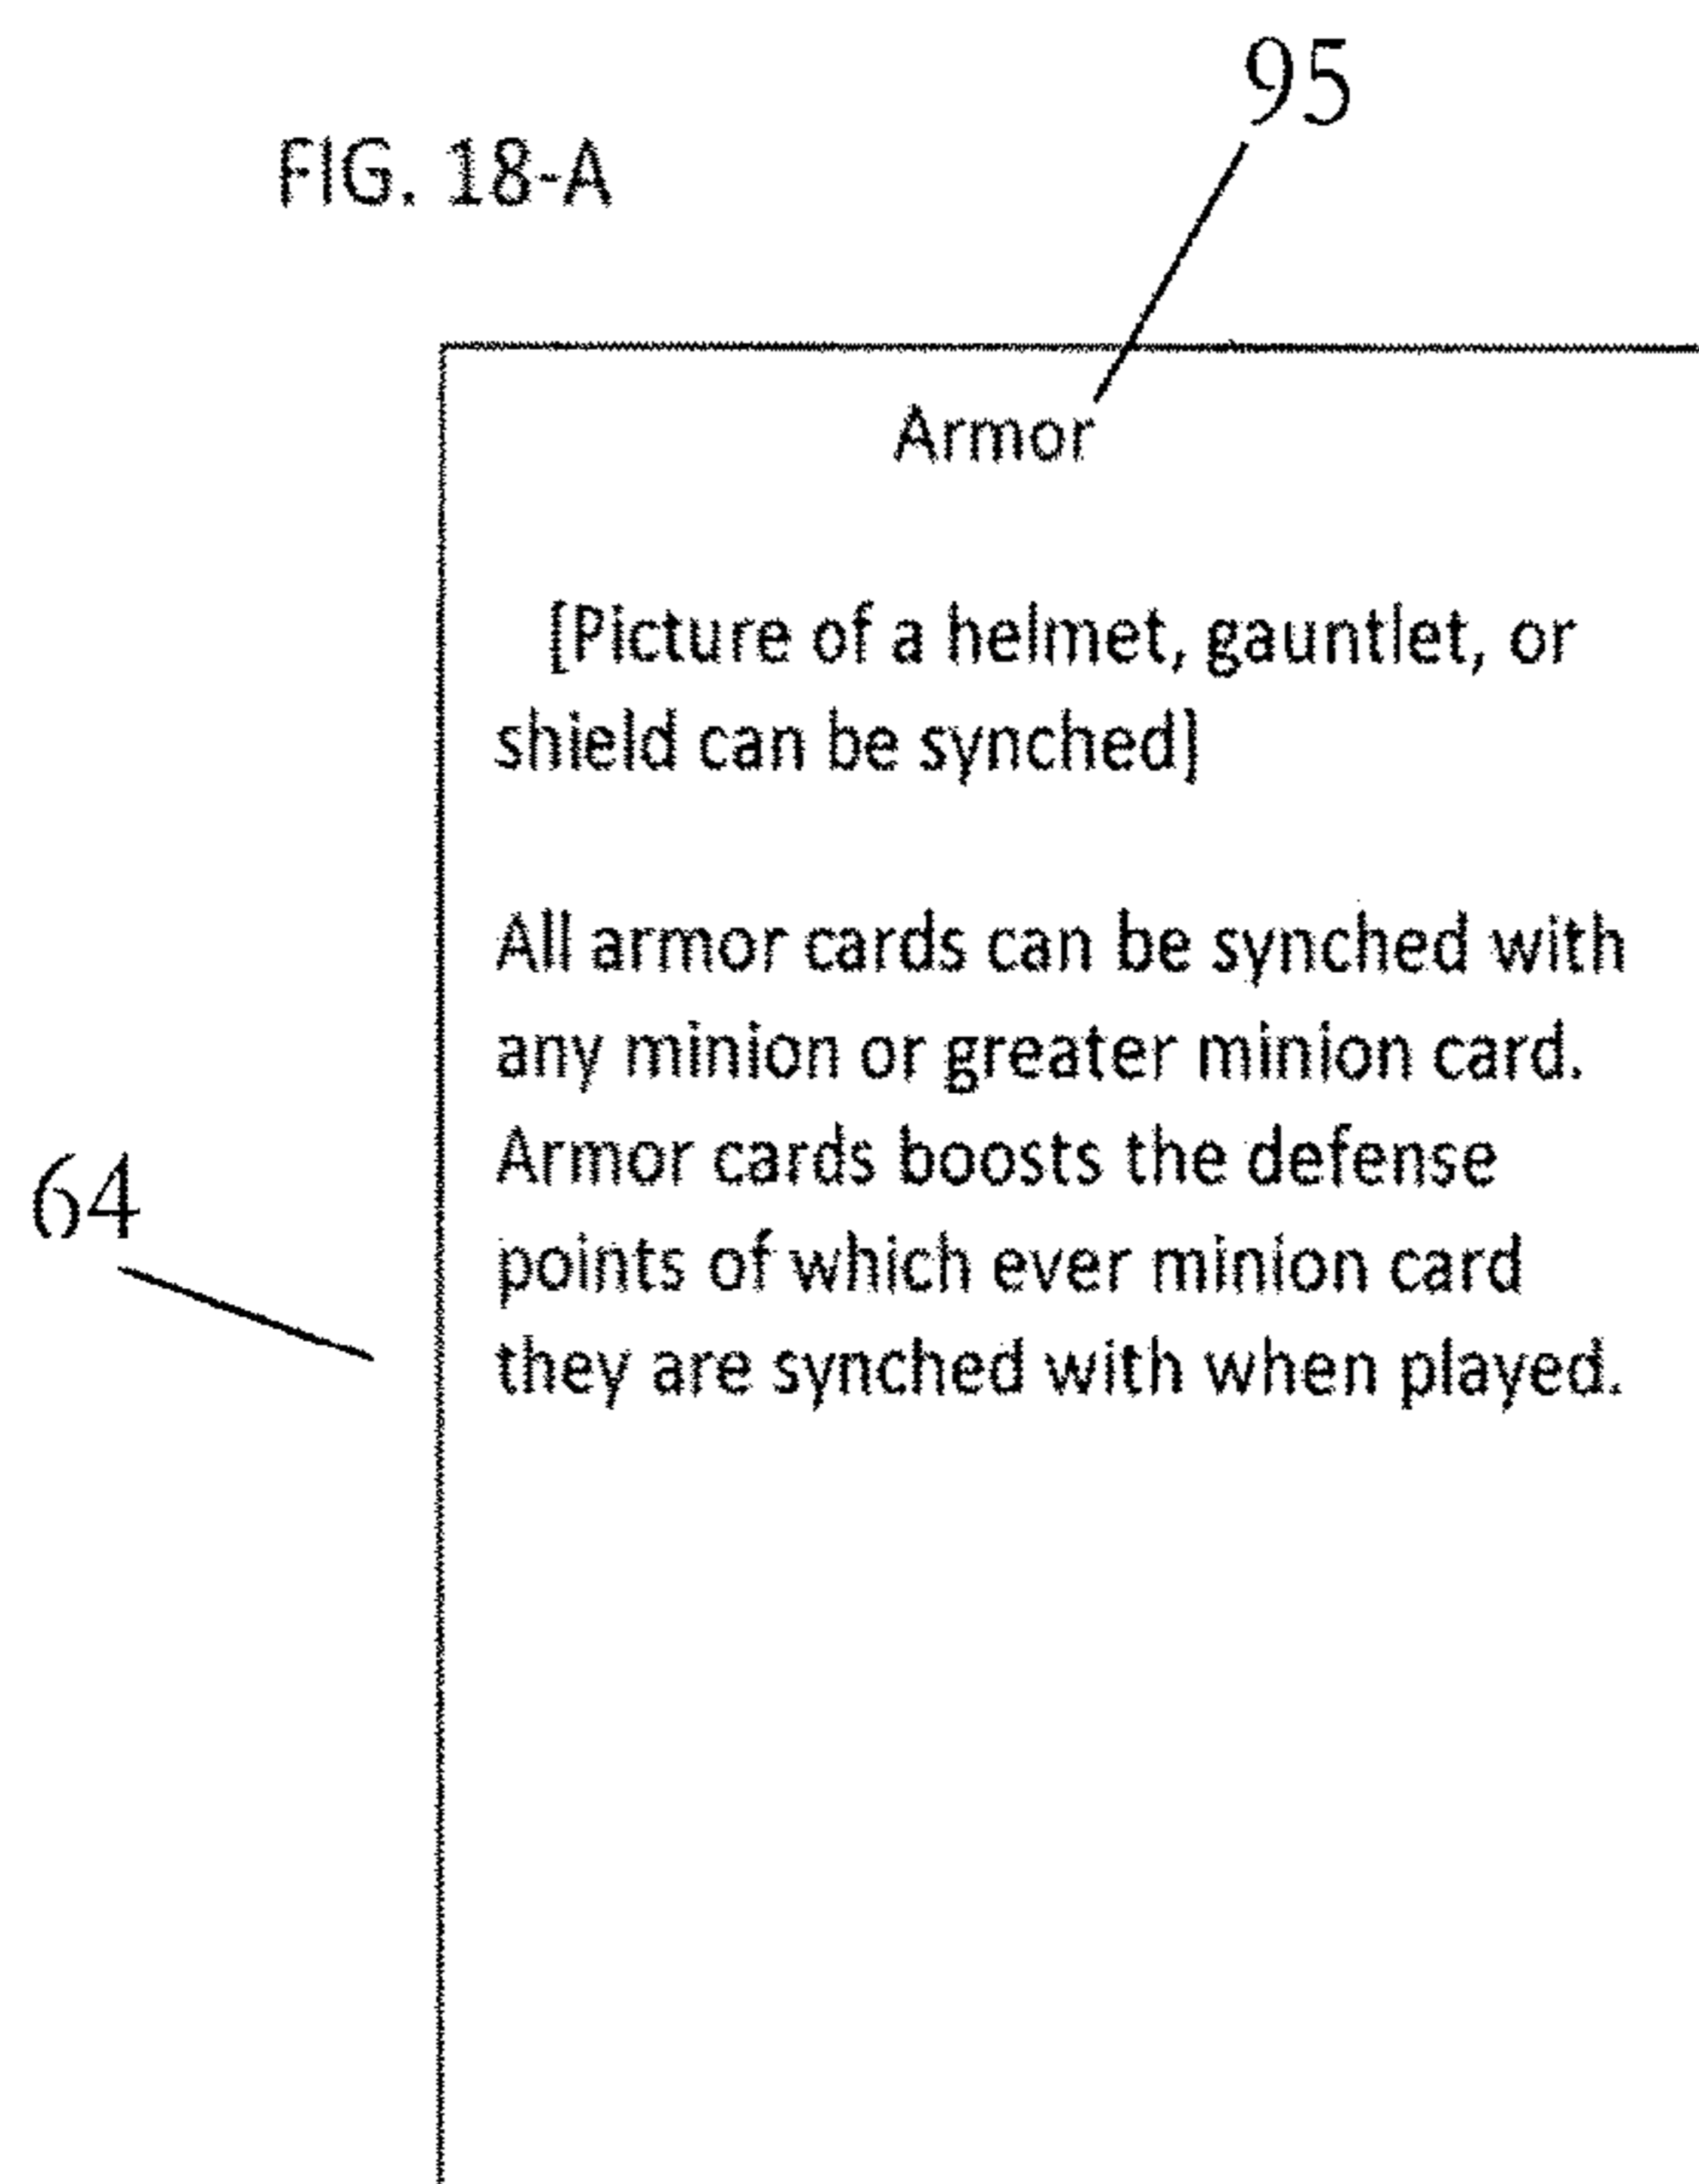 95
FIG. 18-A
Armor
[Picture of a helmet, gauntlet, or
shield can be synched]
All armor cards can be synched with
any minion or greater minion card.
Armor cards boosts the defense
points of which ever minion card
they are synched with when played.
64